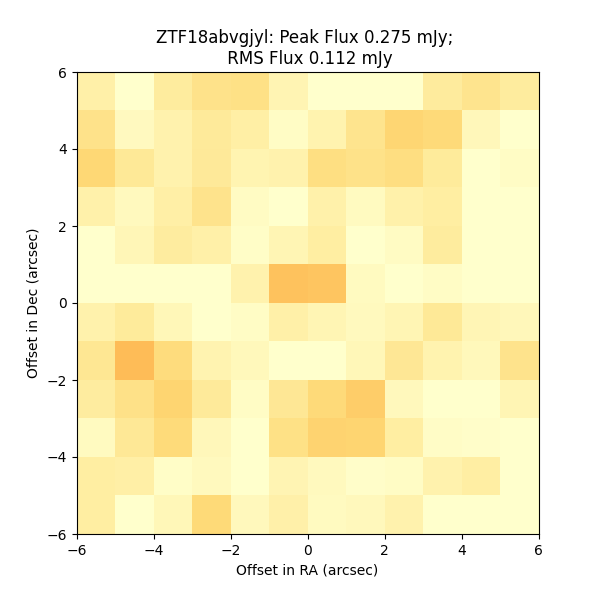 ZTF18abvgjyl: Peak Flux 0.275 mJy;
RMS Flux 0.112 mJy
6
4
2
0
−2
−4
−6
Offset in Dec (arcsec)
−6 −4 −2 0 2 4 6
Offset in RA (arcsec)